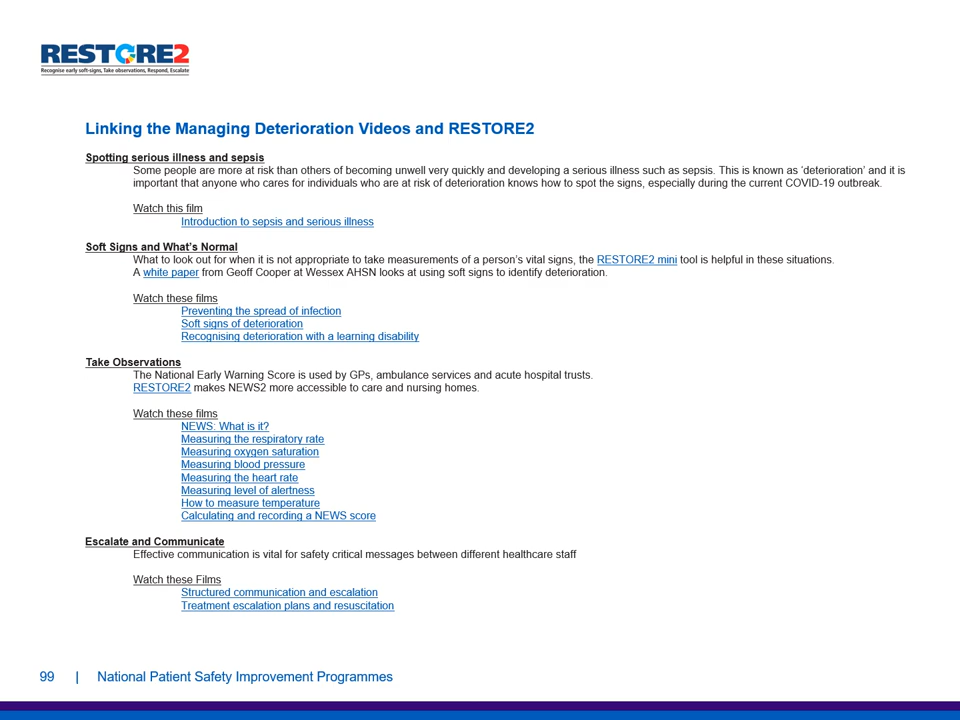 RESTORE2
Recognise early soft-signs, Take observations, Respond, Escalate
Linking the Managing Deterioration Videos and RESTORE2
Spotting serious illness and sepsis
Some people are more at risk than others of becoming unwell very quickly and developing a serious illness such as sepsis. This is known as ‘deterioration’ and it is
important that anyone who cares for individuals who are at risk of deterioration knows how to spot the signs, especially during the current COVID-19 outbreak.
Watch this film
Introduction to sepsis and serious illness
Soft Signs and What’s Normal
What to look out for when it is not appropriate to take measurements of a person’s vital signs, the RESTORE2 mini tool is helpful in these situations.
A white paper from Geoff Cooper at Wessex AHSN looks at using soft signs to identify deterioration.
Watch these films
Preventing the spread of infection
Soft signs of deterioration
Recognising deterioration with a learning disability
Take Observations
The National Early Warning Score is used by GPs, ambulance services and acute hospital trusts.
RESTORE2 makes NEWS2 more accessible to care and nursing homes.
Watch these films
NEWS: What is it?
Measuring the respiratory rate
Measuring oxygen saturation
Measuring blood pressure
Measuring the heart rate
Measuring level of alertness
How to measure temperature
Calculating and recording a NEWS score
Escalate and Communicate
Effective communication is vital for safety critical messages between different healthcare staff
Watch these Films
Structured communication and escalation
Treatment escalation plans and resuscitation
99 | National Patient Safety Improvement Programmes